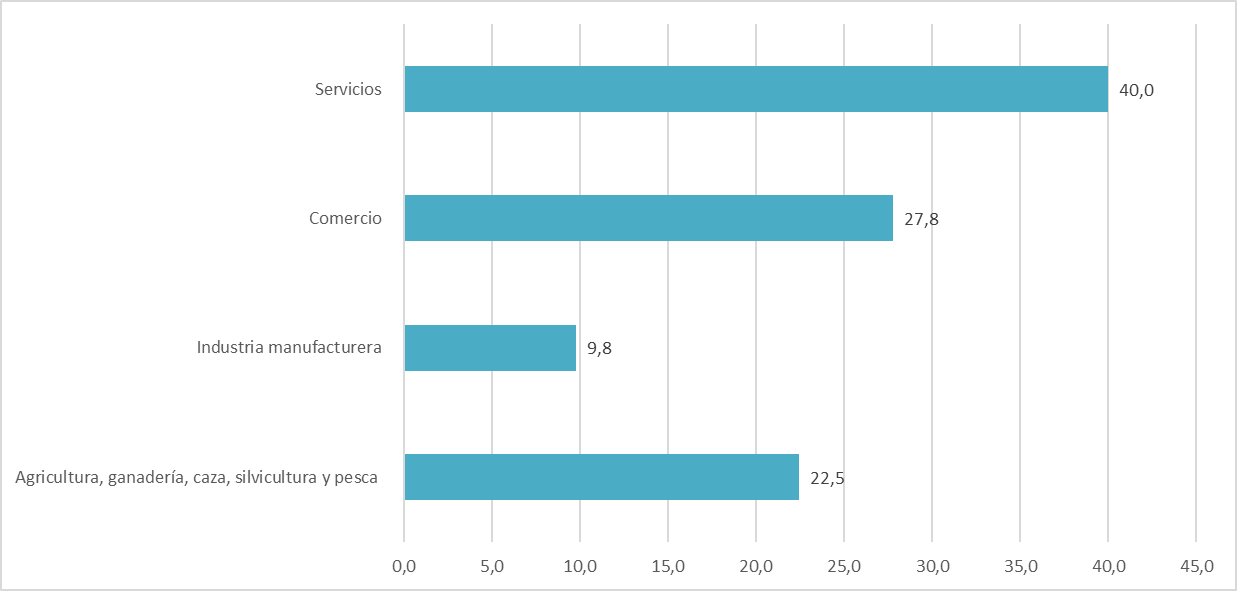 Servicios
40,0
Comercio
27,8
Industria manufacturera
9,8
Agricultura, ganadería, caza, silvicultura y pesca
22,5
0,0 5,0 10,0 15,0 20,0 25,0 30,0 35,0 40,0 45,0